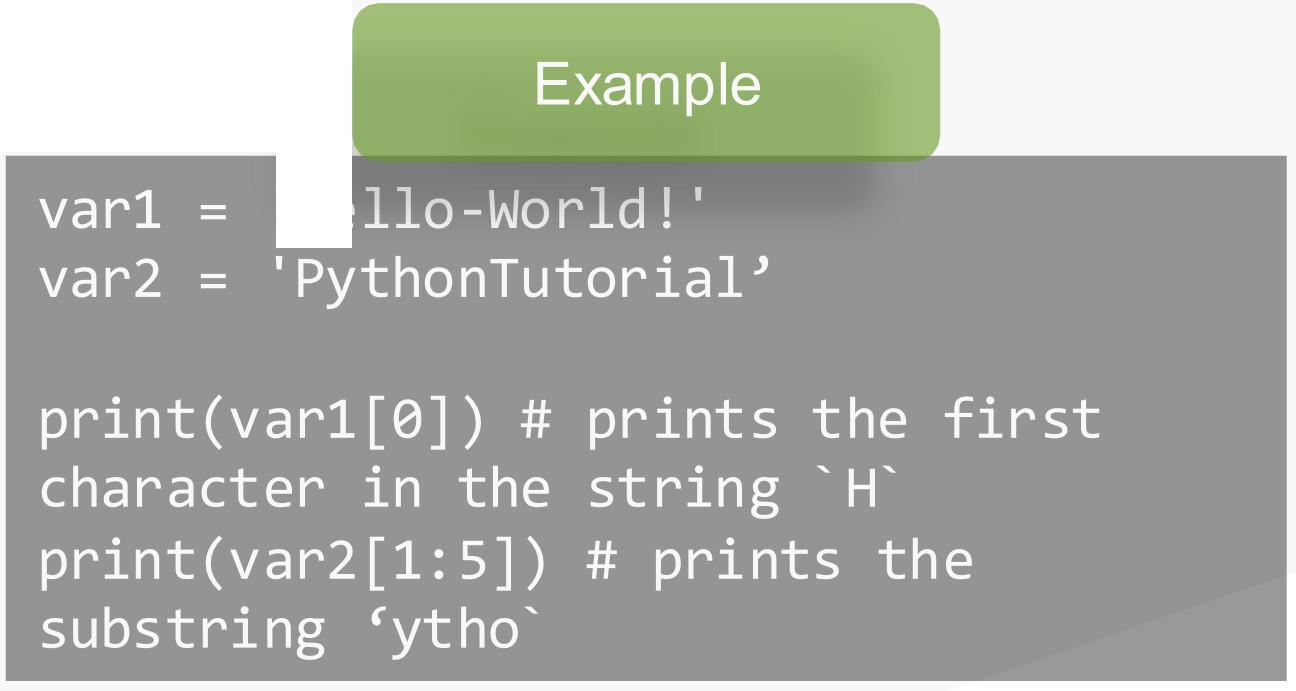 Example
var1 = ello-World!'
var2 = 'PythonTutorial’
print(var1[0]) # prints the first
character in the string `H`
print(var2[1:5]) # prints the
substring ‘ytho`